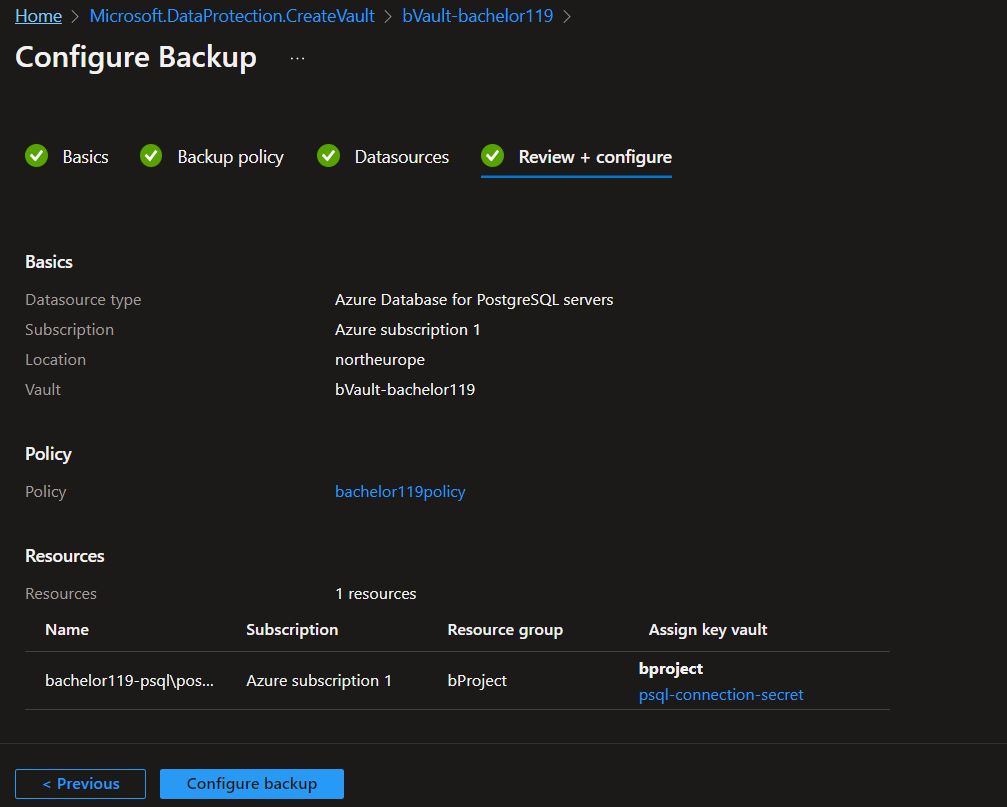 Home > Microsoft.DataProtection.CreateVault > bVault-bachelor119 >
Configure Backup ...
Basics Backup policy Datasources Review + configure
Basics
Datasource type Azure Database for PostgreSQL servers
Subscription Azure subscription 1
Location northeurope
Vault bVault-bachelor119
Policy
Policy bachelor119policy
Resources
Resources 1 resources
Name Subscription Resource group Assign key vault
bachelor119-psql\pos... Azure subscription 1 bProject bproject
psql-connection-secret
< Previous Configure backup